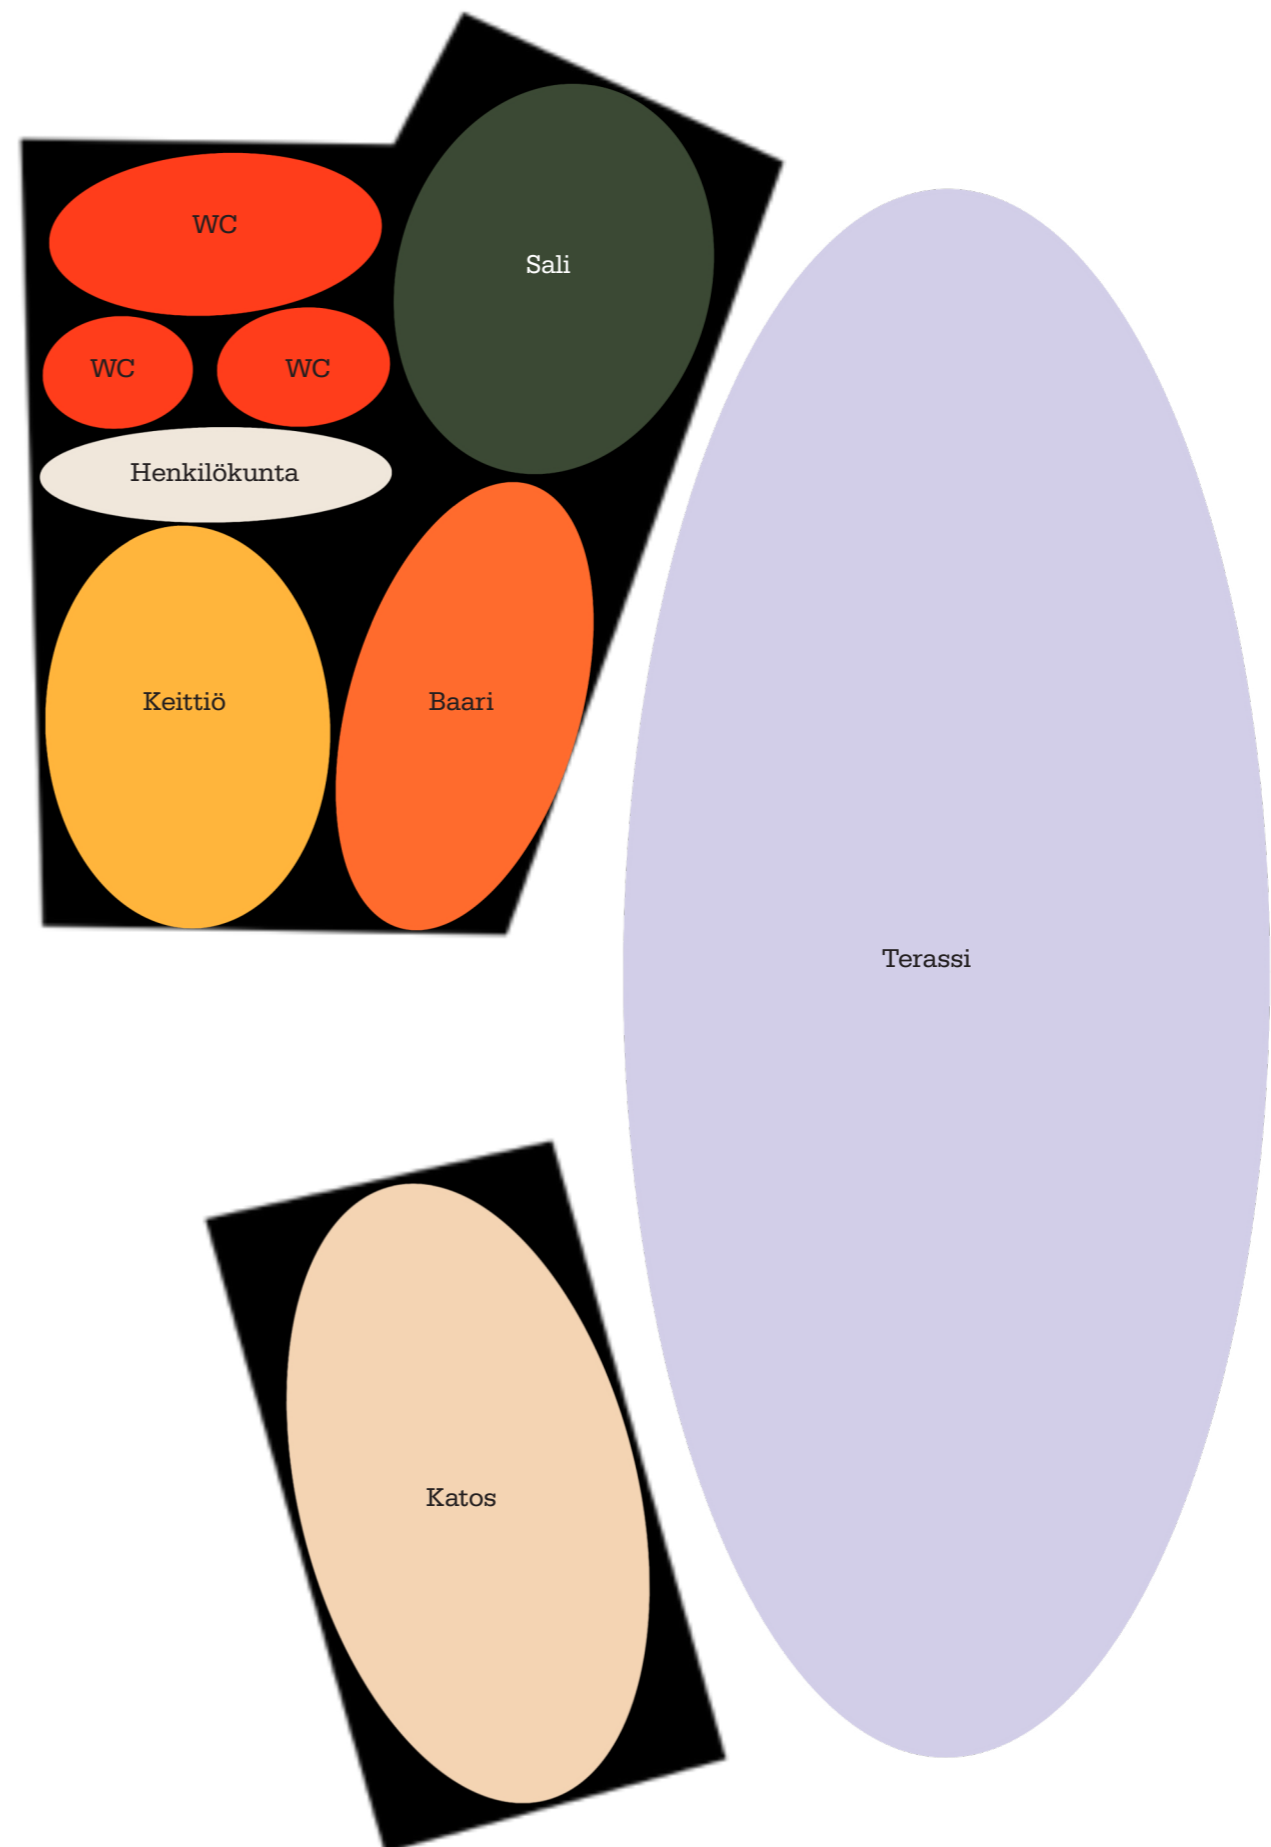 WC
Sali
WC
WC
Henkilökunta
Keittiö
Baari
Terassi
Katos